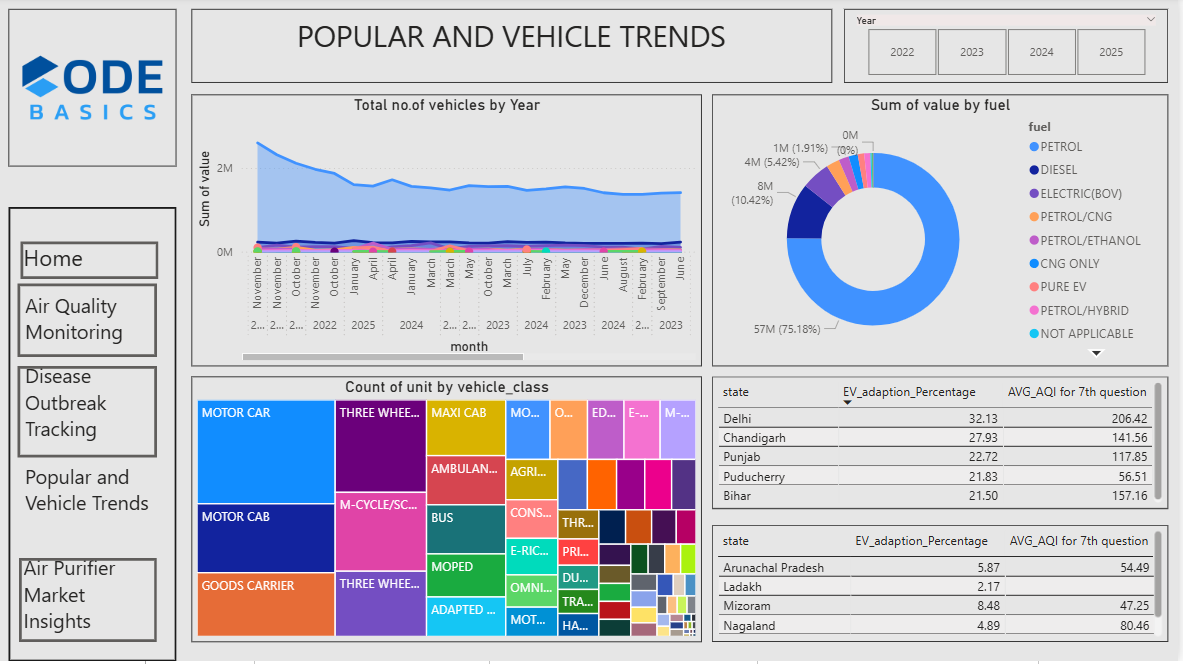 CODE
BASICS
POPULAR AND VEHICLE TRENDS
Year
2022
2023
2024
2025
Home
Air Quality
Monitoring
Disease
Outbreak
Tracking
Popular and
Vehicle Trends
Air Purifier
Market
Insights
Total no.of vehicles by Year
Sum of value
2M
0M
November
November
October
November
October
January
April
April
January
March
March
May
October
March
July
February
May
December
June
August
February
September
June
2...
2...
2...
2022
2025
2024
2...
2...
2023
2024
2023
2024
2...
2023
month
Sum of value by fuel
0M
(0%)
1M (1.91%)
4M (5.42%)
8M
(10.42%)
57M (75.18%)
fuel
PETROL
DIESEL
ELECTRIC(BOV)
PETROL/CNG
PETROL/ETHANOL
CNG ONLY
PURE EV
PETROL/HYBRID
NOT APPLICABLE
Count of unit by vehicle_class
MOTOR CAR
MOTOR CAB
GOODS CARRIER
THREE WHEE...
M-CYCLE/SC...
THREE WHEE...
MAXI CAB
AMBULAN...
BUS
MOPED
ADAPTED ...
MO...
O...
ED...
E-...
M-...
AGRI...
CONS...
E-RIC...
OMNI...
MOT...
THR...
PRI...
DU...
TRA...
HA...
state EV_adaption_Percentage AVG_AQI for 7th question
Delhi 32.13 206.42
Chandigarh 27.93 141.56
Punjab 22.72 117.85
Puducherry 21.83 56.51
Bihar 21.50 157.16
state EV_adaption_Percentage AVG_AQI for 7th question
Arunachal Pradesh 5.87 54.49
Ladakh 2.17
Mizoram 8.48 47.25
Nagaland 4.89 80.46